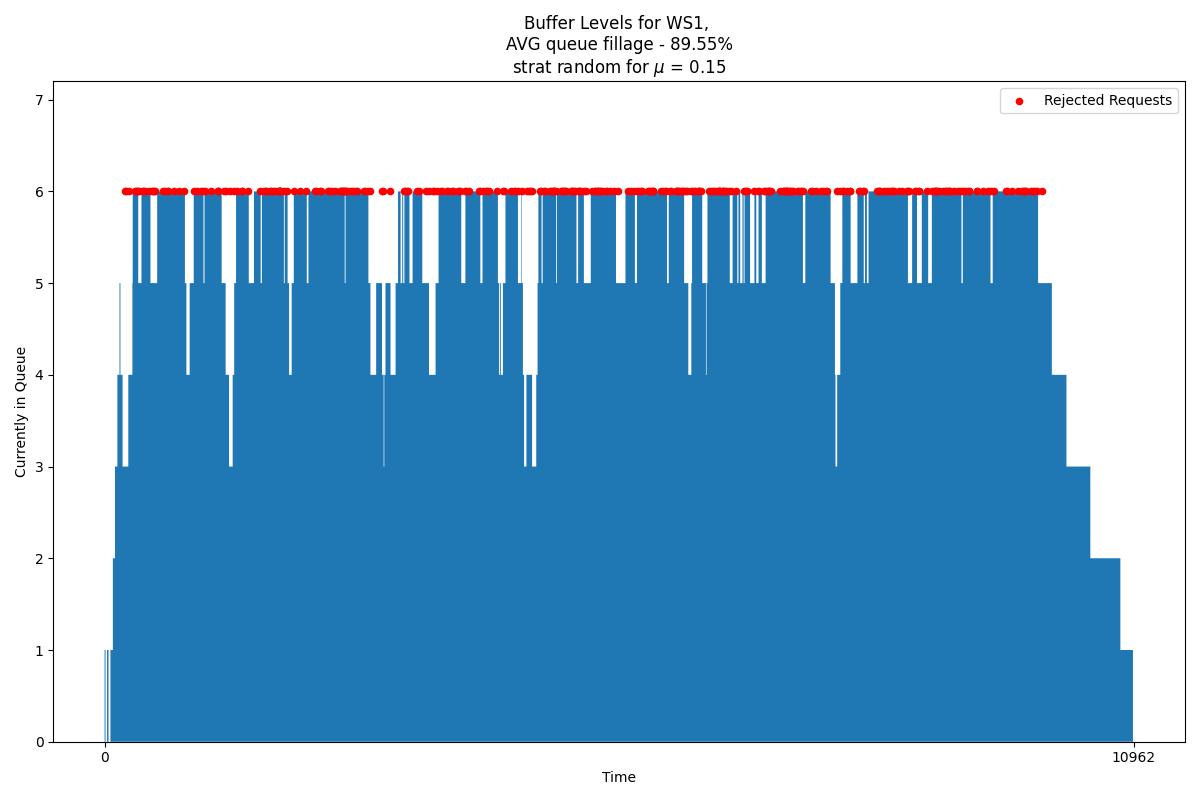 Buffer Levels for WS1,
AVG queue fillage - 89.55%
strat random for μ = 0.15
Rejected Requests
7
6
5
4
3
2
1
0
Currently in Queue
0
10962
Time